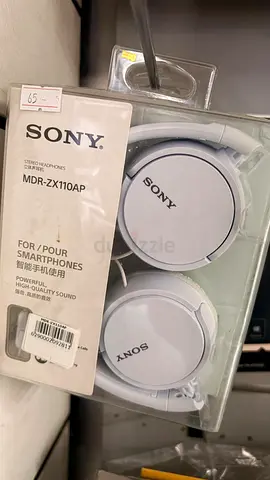 65
SONY
STEREO HEADPHONES
MDR-ZX110AP
FOR / POUR
SMARTPHONES
智能手机使用
POWERFUL,
HIGH-QUALITY SOUND
SONY
SONY
dubizzle